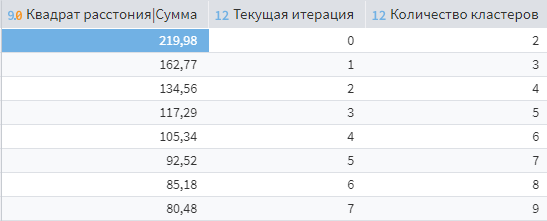 9.0 Квадрат расстония|Сумма 12 Текущая итерация 12 Количество кластеров
219,98 0 2
162,77 1 3
134,56 2 4
117,29 3 5
105,34 4 6
92,52 5 7
85,18 6 8
80,48 7 9